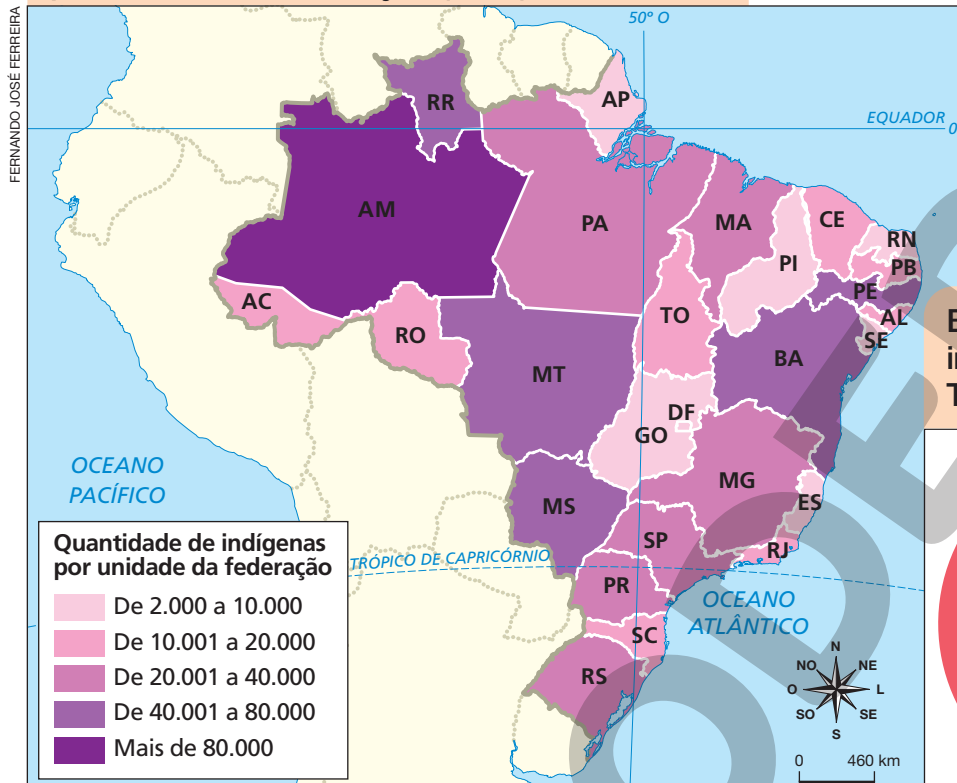 FERNANDO JOSÉ FERREIRA
50º O
EQUADOR
0
RR
AP
AM
PA
MA
CE
RN
PB
PI
PE
AL
SE
AC
RO
TO
BA
MT
DF
GO
MG
ES
MS
SP
RJ
PR
SC
RS
OCEANO
PACÍFICO
TRÓPICO DE CAPRICÓRNIO
OCEANO
ATLÂNTICO
Quantidade de indígenas
por unidade da federação
De 2.000 a 10.000
De 10.001 a 20.000
De 20.001 a 40.000
De 40.001 a 80.000
Mais de 80.000
N
NO NE
O L
SO SE
S
0 460 km